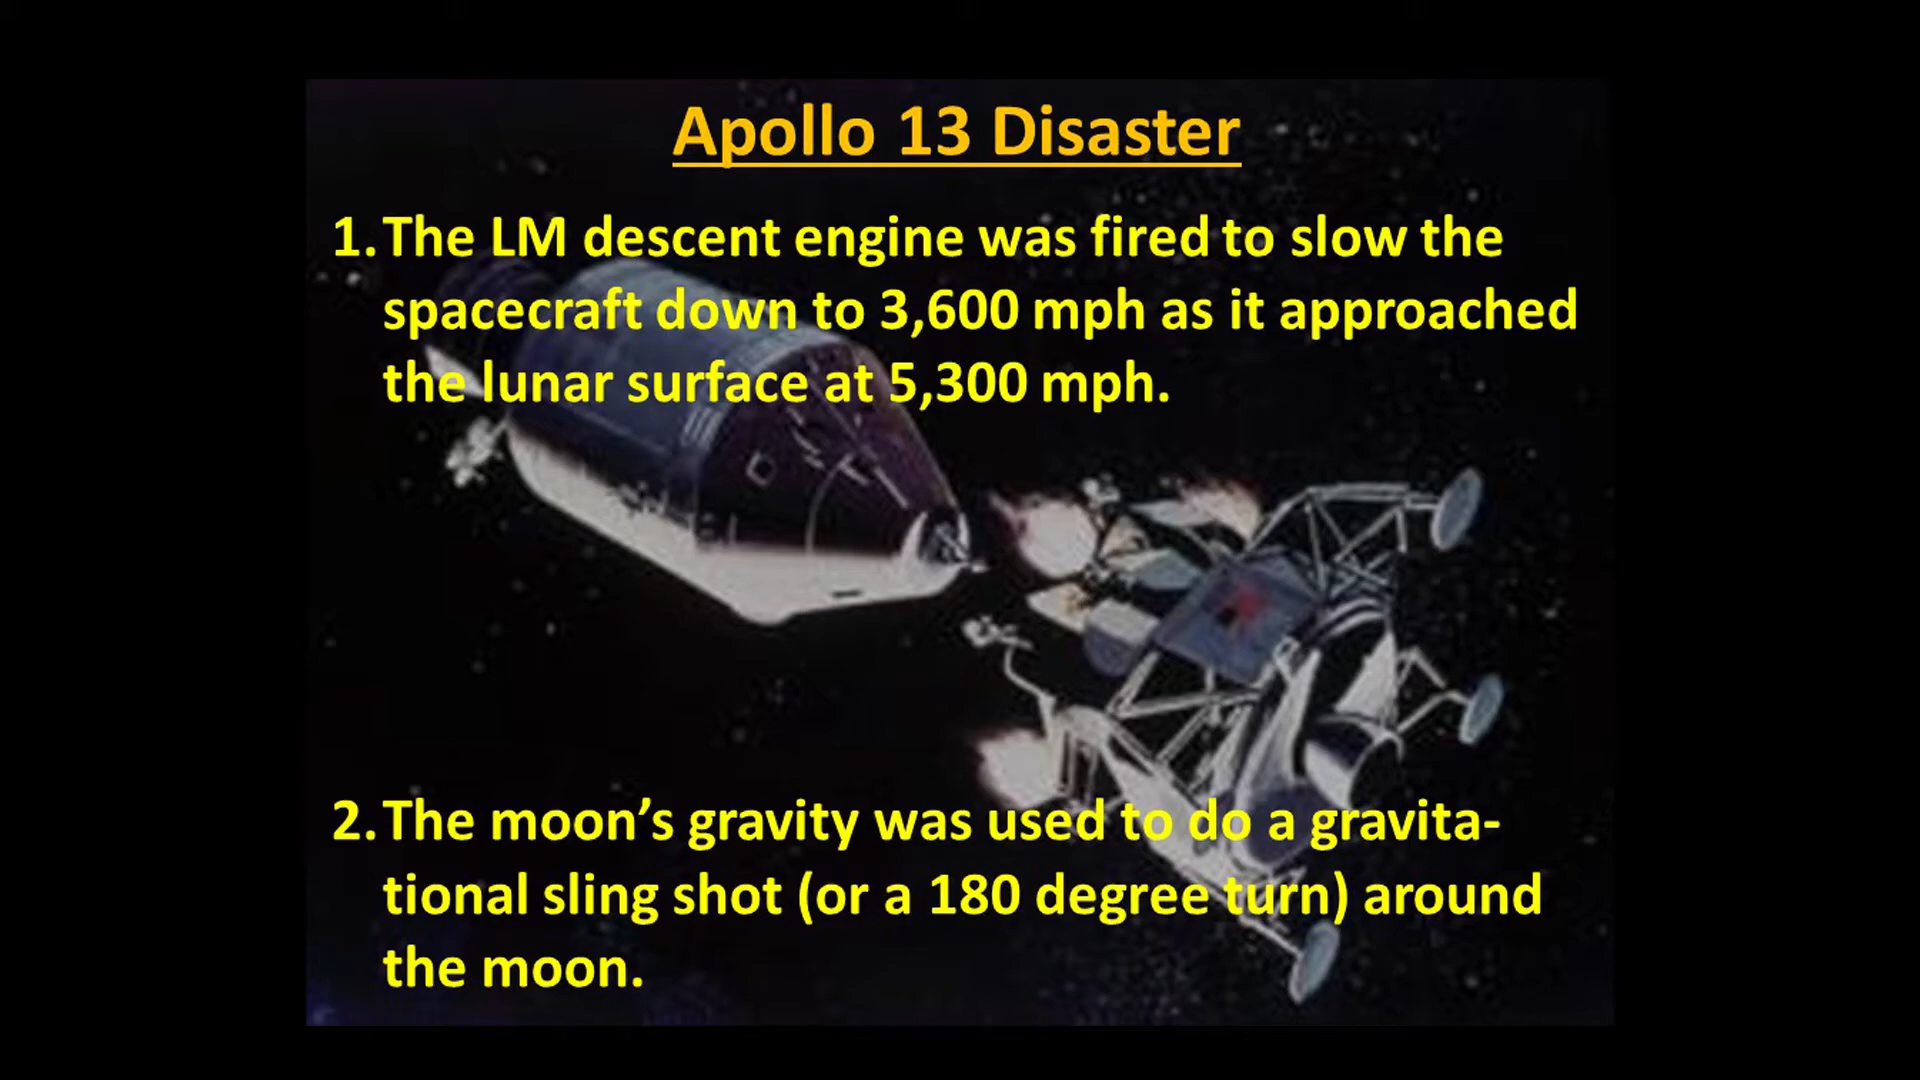 Apollo 13 Disaster
1. The LM descent engine was fired to slow the
spacecraft down to 3,600 mph as it approached
the lunar surface at 5,300 mph.
2. The moon’s gravity was used to do a gravita-
tional sling shot (or a 180 degree turn) around
the moon.